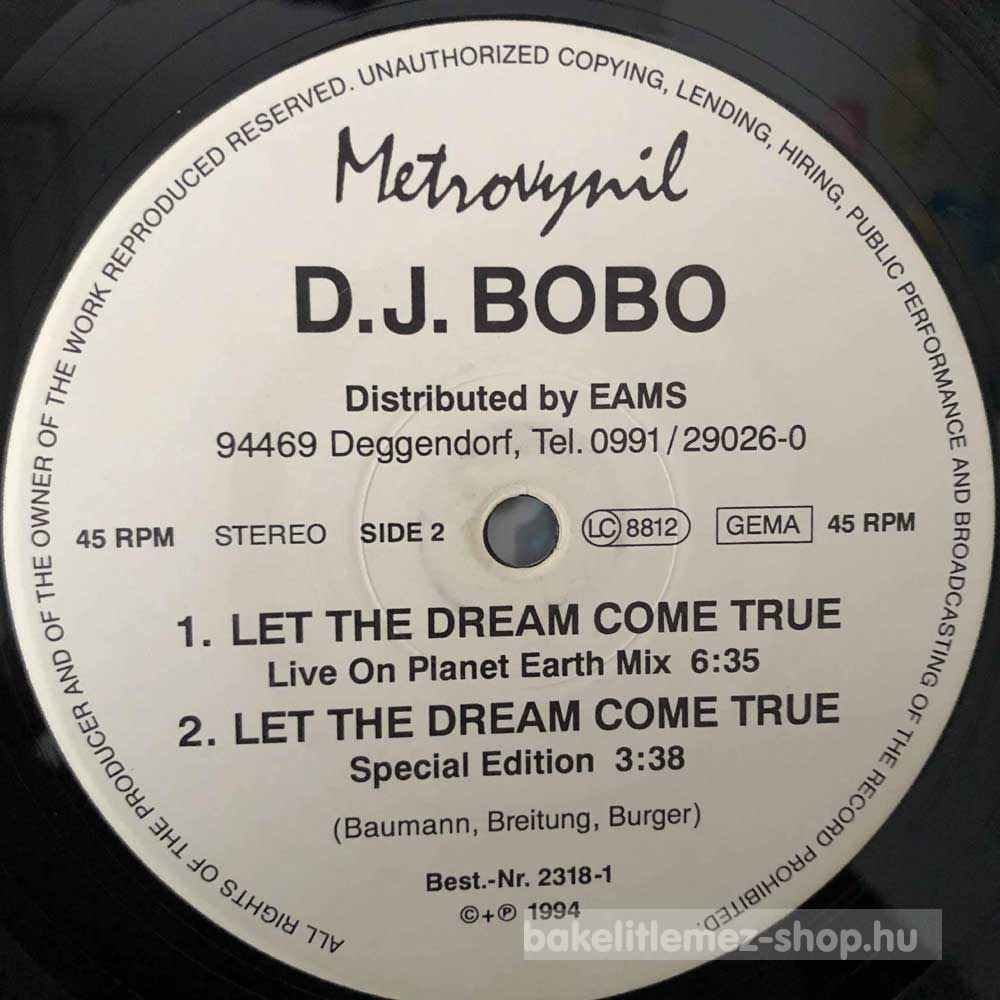 ALL RIGHTS OF THE PRODUCER AND OF THE OWNER OF THE WORK REPRODUCED RESERVED. UNAUTHORIZED COPYING, LENDING, HIRING, PUBLIC PERFORMANCE AND BROADCASTING OF THE RECORD PROHIBITED.
Metrovynil
D.J. BOBO
Distributed by EAMS
94469 Deggendorf, Tel. 0991/29026-0
45 RPM STEREO SIDE 2 LC 8812 GEMA 45 RPM
1. LET THE DREAM COME TRUE
Live On Planet Earth Mix 6:35
2. LET THE DREAM COME TRUE
Special Edition 3:38
(Baumann, Breitung, Burger)
Best.-Nr. 2318-1
©+℗ 1994
bakelitlemez-shop.hu